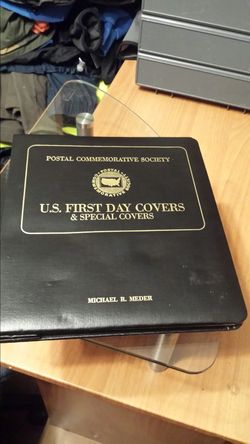 POSTAL COMMEMORATIVE SOCIETY
U.S. FIRST DAY COVERS
& SPECIAL COVERS
MICHAEL R. MEDER